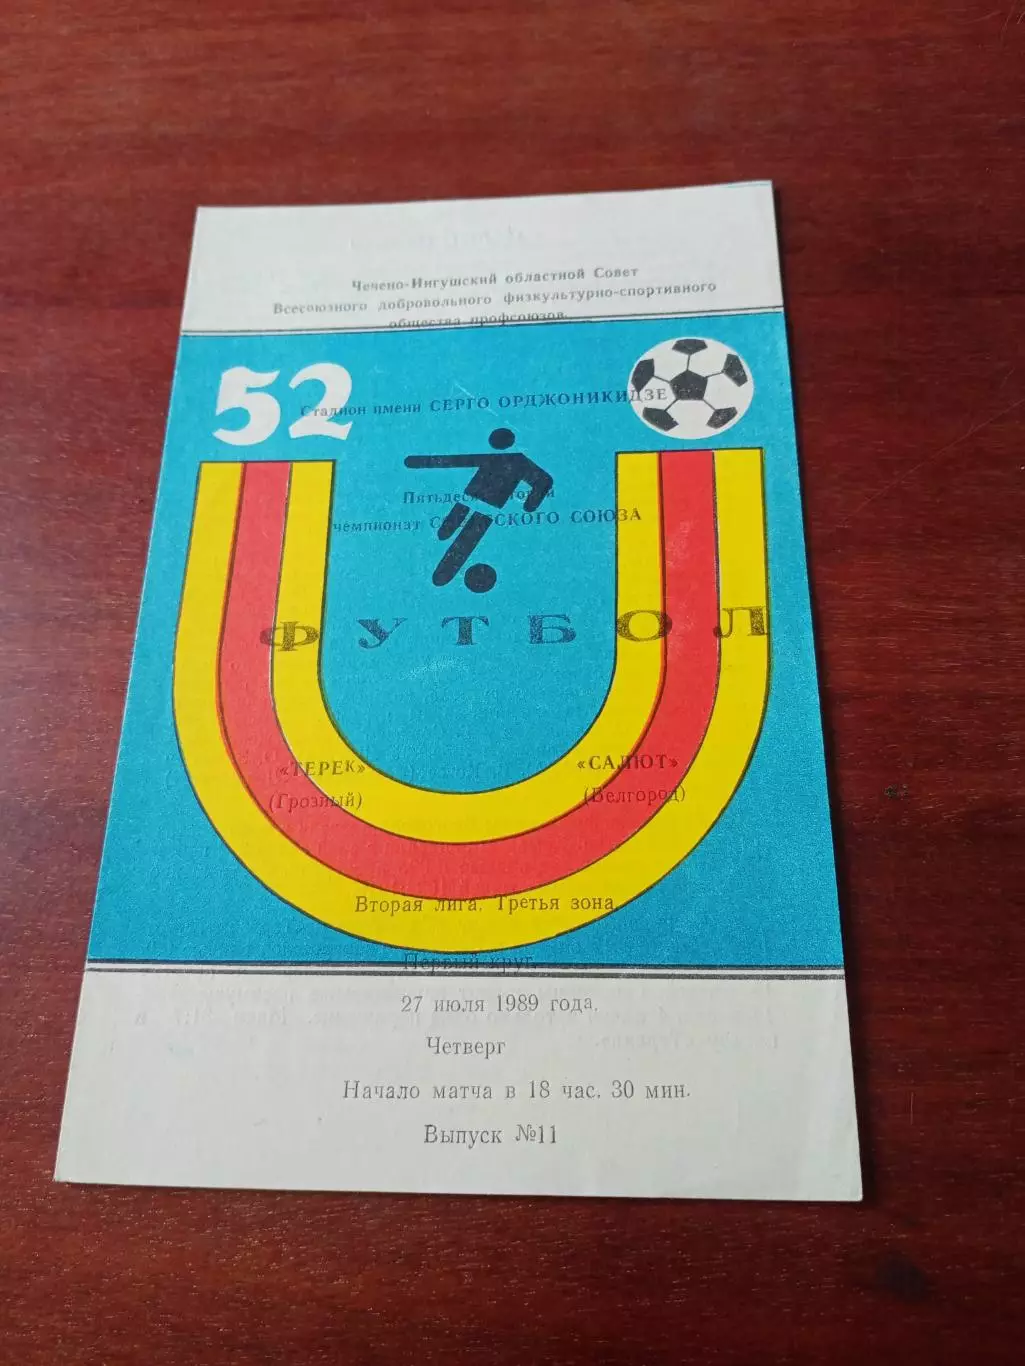 Чечено-Ингушский областной Совет
Всесоюзного добровольного физкультурно-спортивного
общества профсоюзов.
52
Стадион имени СЕРГО ОРДЖОНИКИДЗЕ
чемпионат СОЮЗА
ФУТБОЛ
«ТЕРЕК» «САЛЮТ»
(Грозный) (Белгород)
Вторая лига. Третья зона
Первый круг.
27 июля 1989 года.
Четверг
Начало матча в 18 час. 30 мин.
Выпуск №11